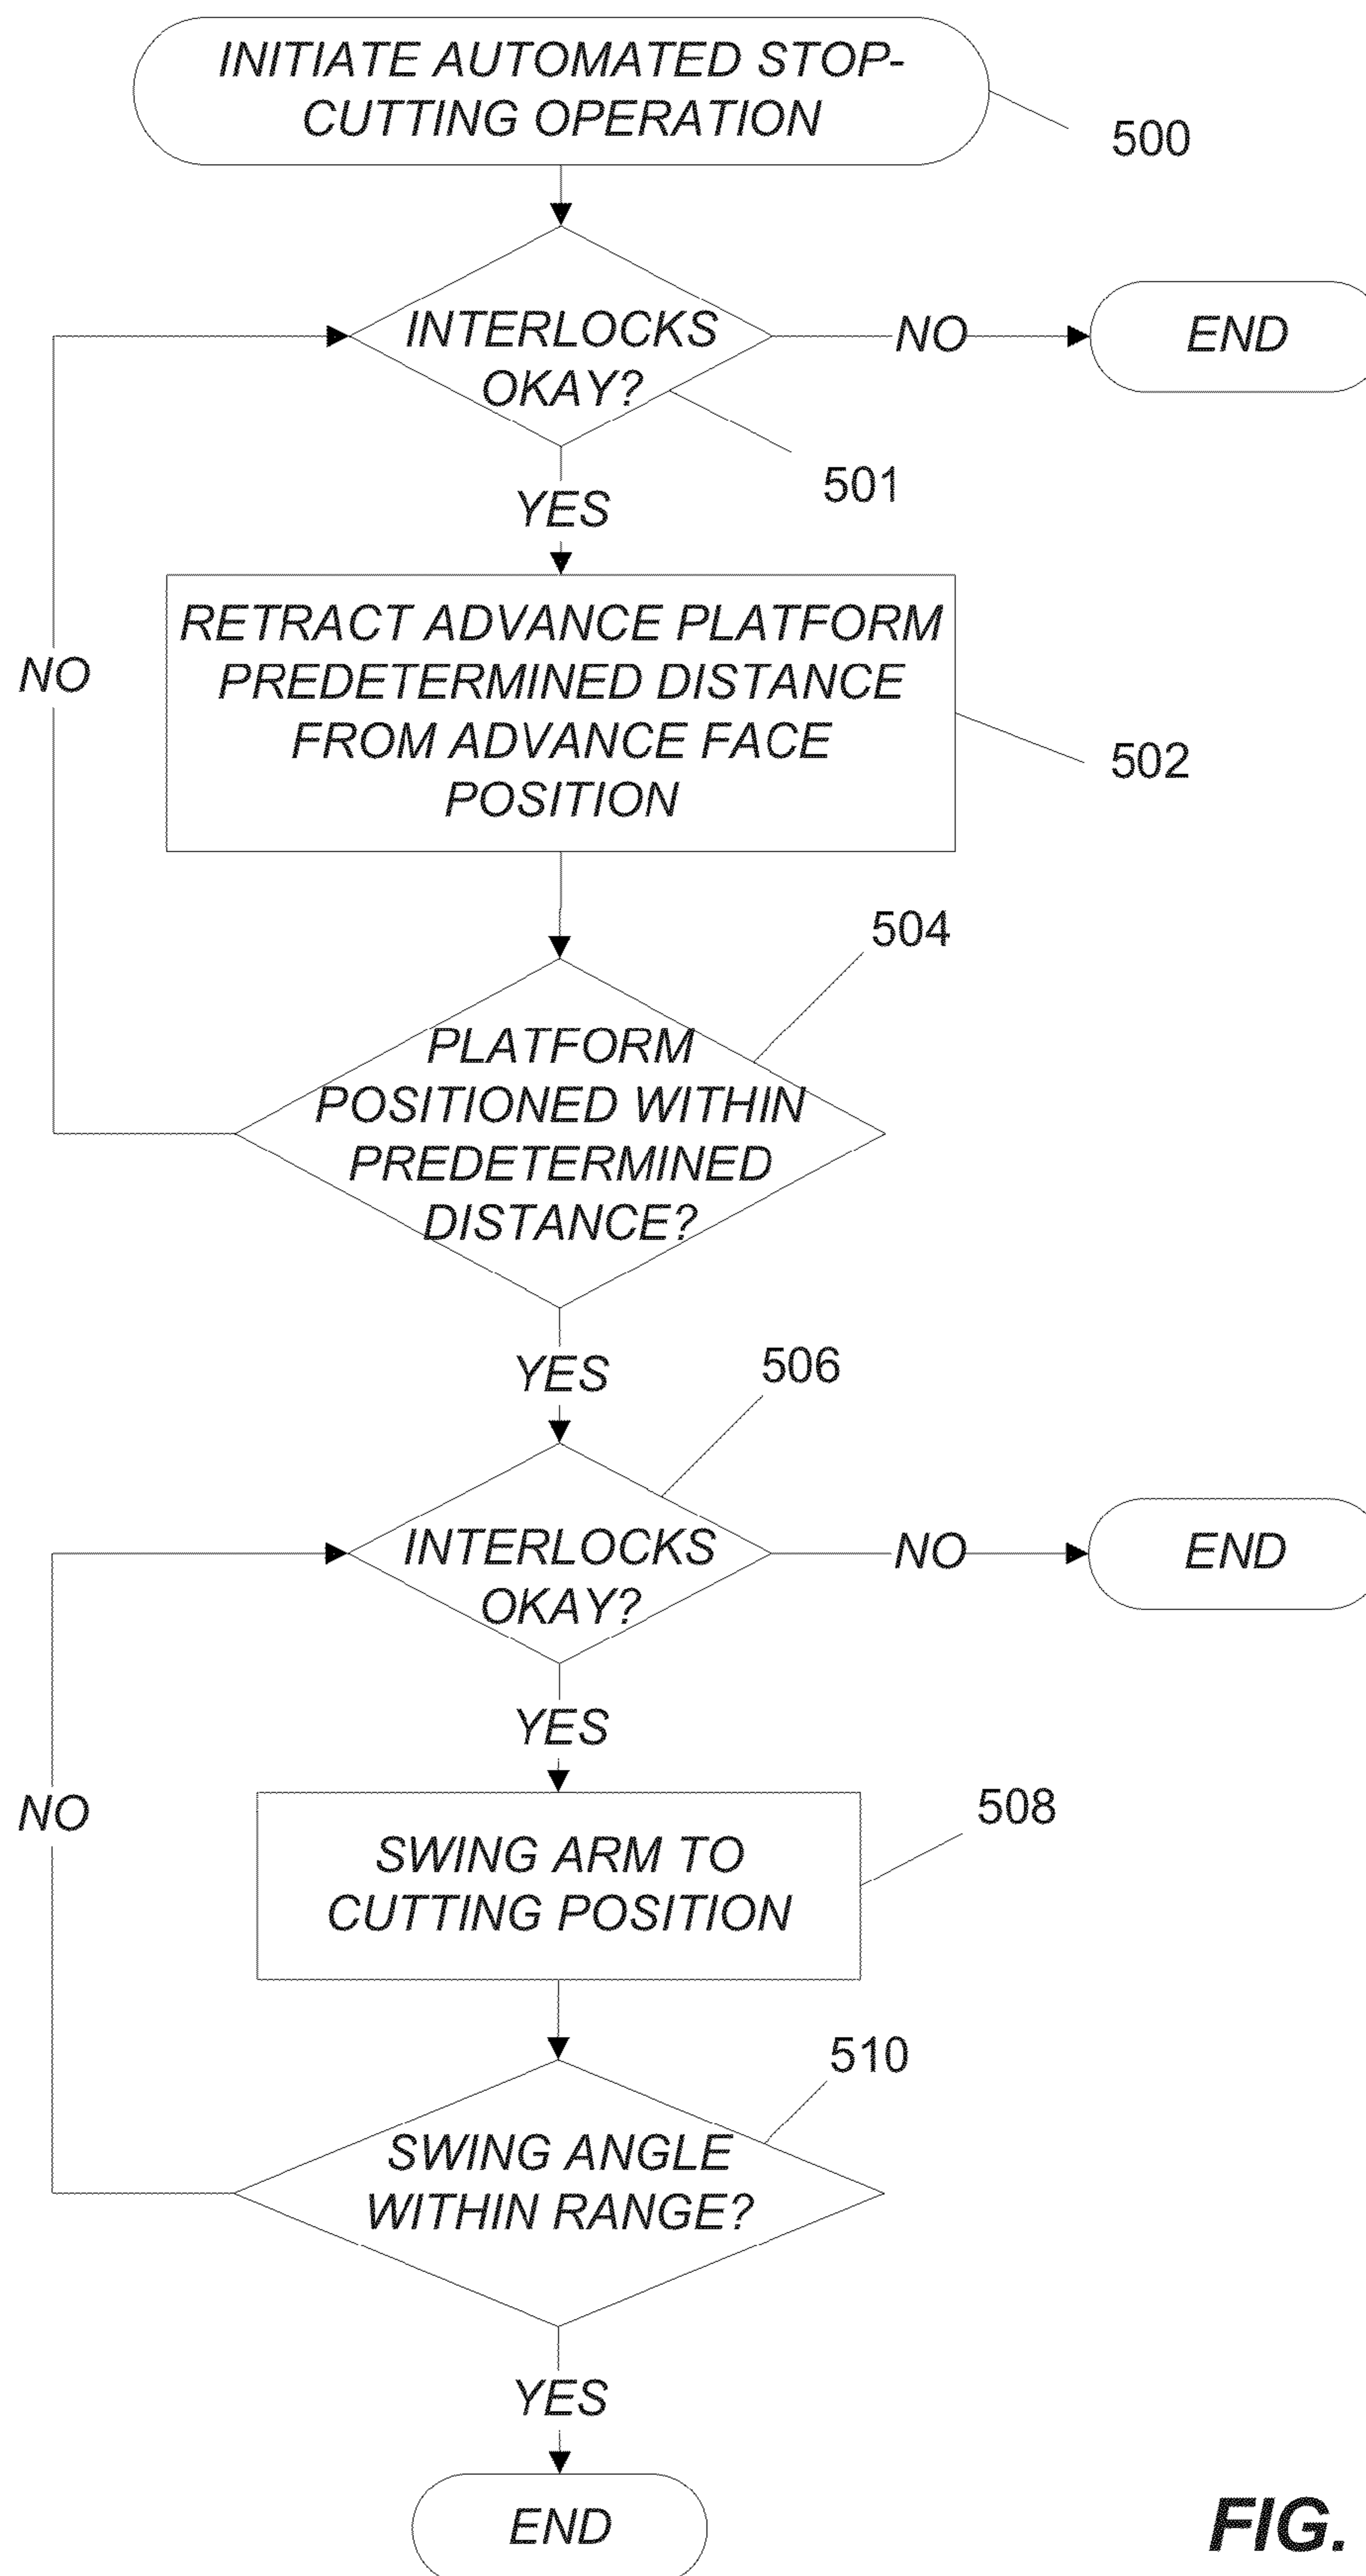 INITIATE AUTOMATED STOP-
CUTTING OPERATION
500
INTERLOCKS
OKAY?
NO
END
501
YES
RETRACT ADVANCE PLATFORM
PREDETERMINED DISTANCE
FROM ADVANCE FACE
POSITION
NO
502
504
PLATFORM
POSITIONED WITHIN
PREDETERMINED
DISTANCE?
YES
506
INTERLOCKS
OKAY?
NO
END
YES
NO
508
SWING ARM TO
CUTTING POSITION
510
SWING ANGLE
WITHIN RANGE?
YES
END
FIG.